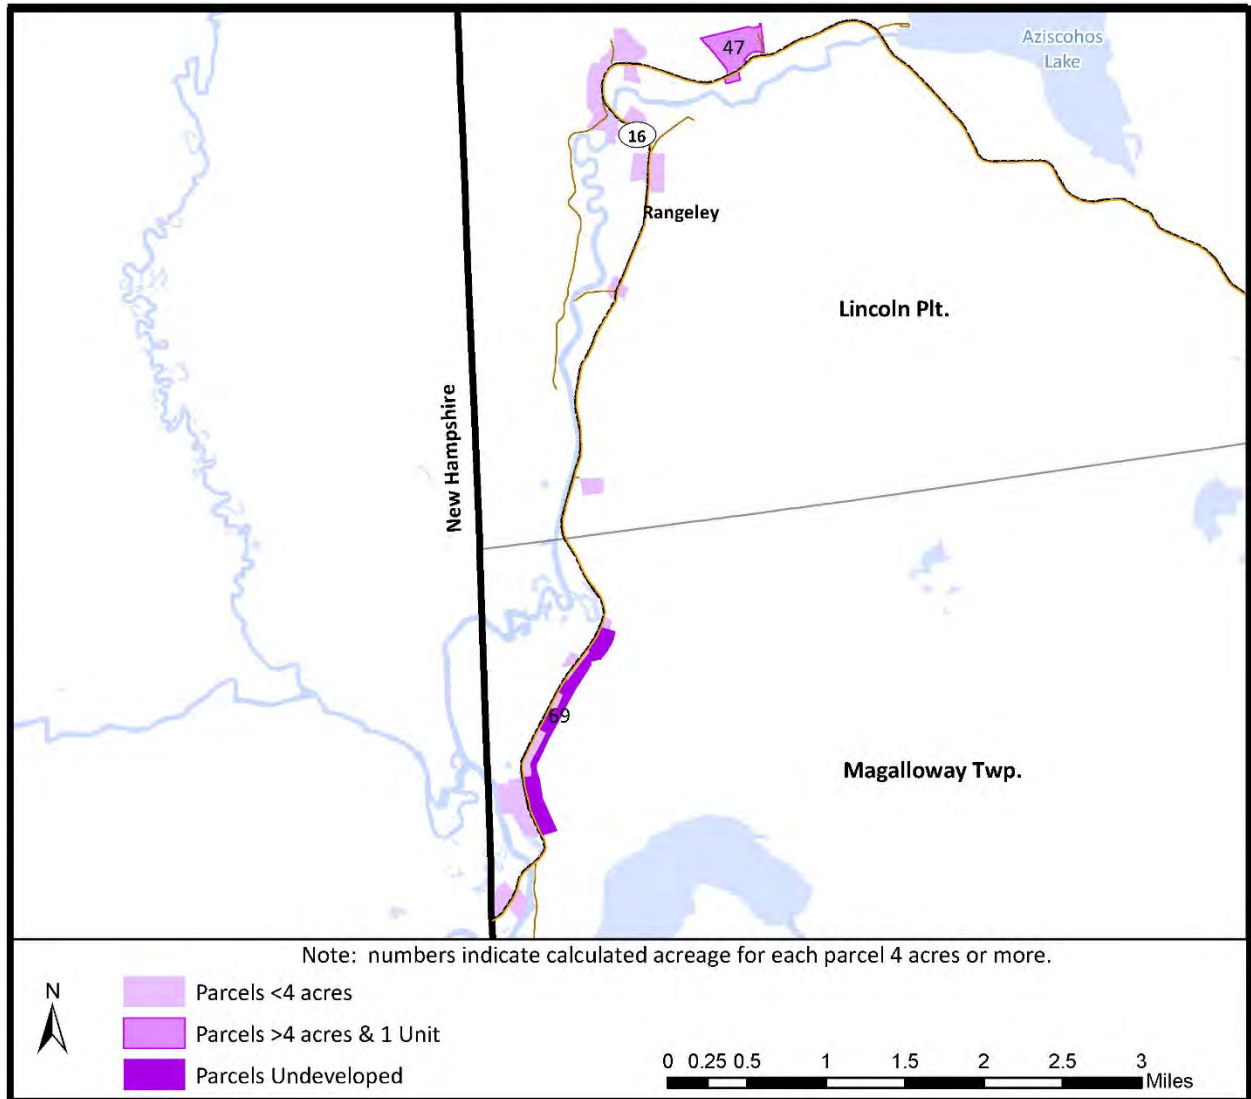 Aziscohos
Lake
47
16
Rangeley
Lincoln Plt.
New Hampshire
69
Magalloway Twp.
Note: numbers indicate calculated acreage for each parcel 4 acres or more.
N
Parcels <4 acres
Parcels >4 acres & 1 Unit
Parcels Undeveloped
0 0.25 0.5 1 1.5 2 2.5 3
Miles